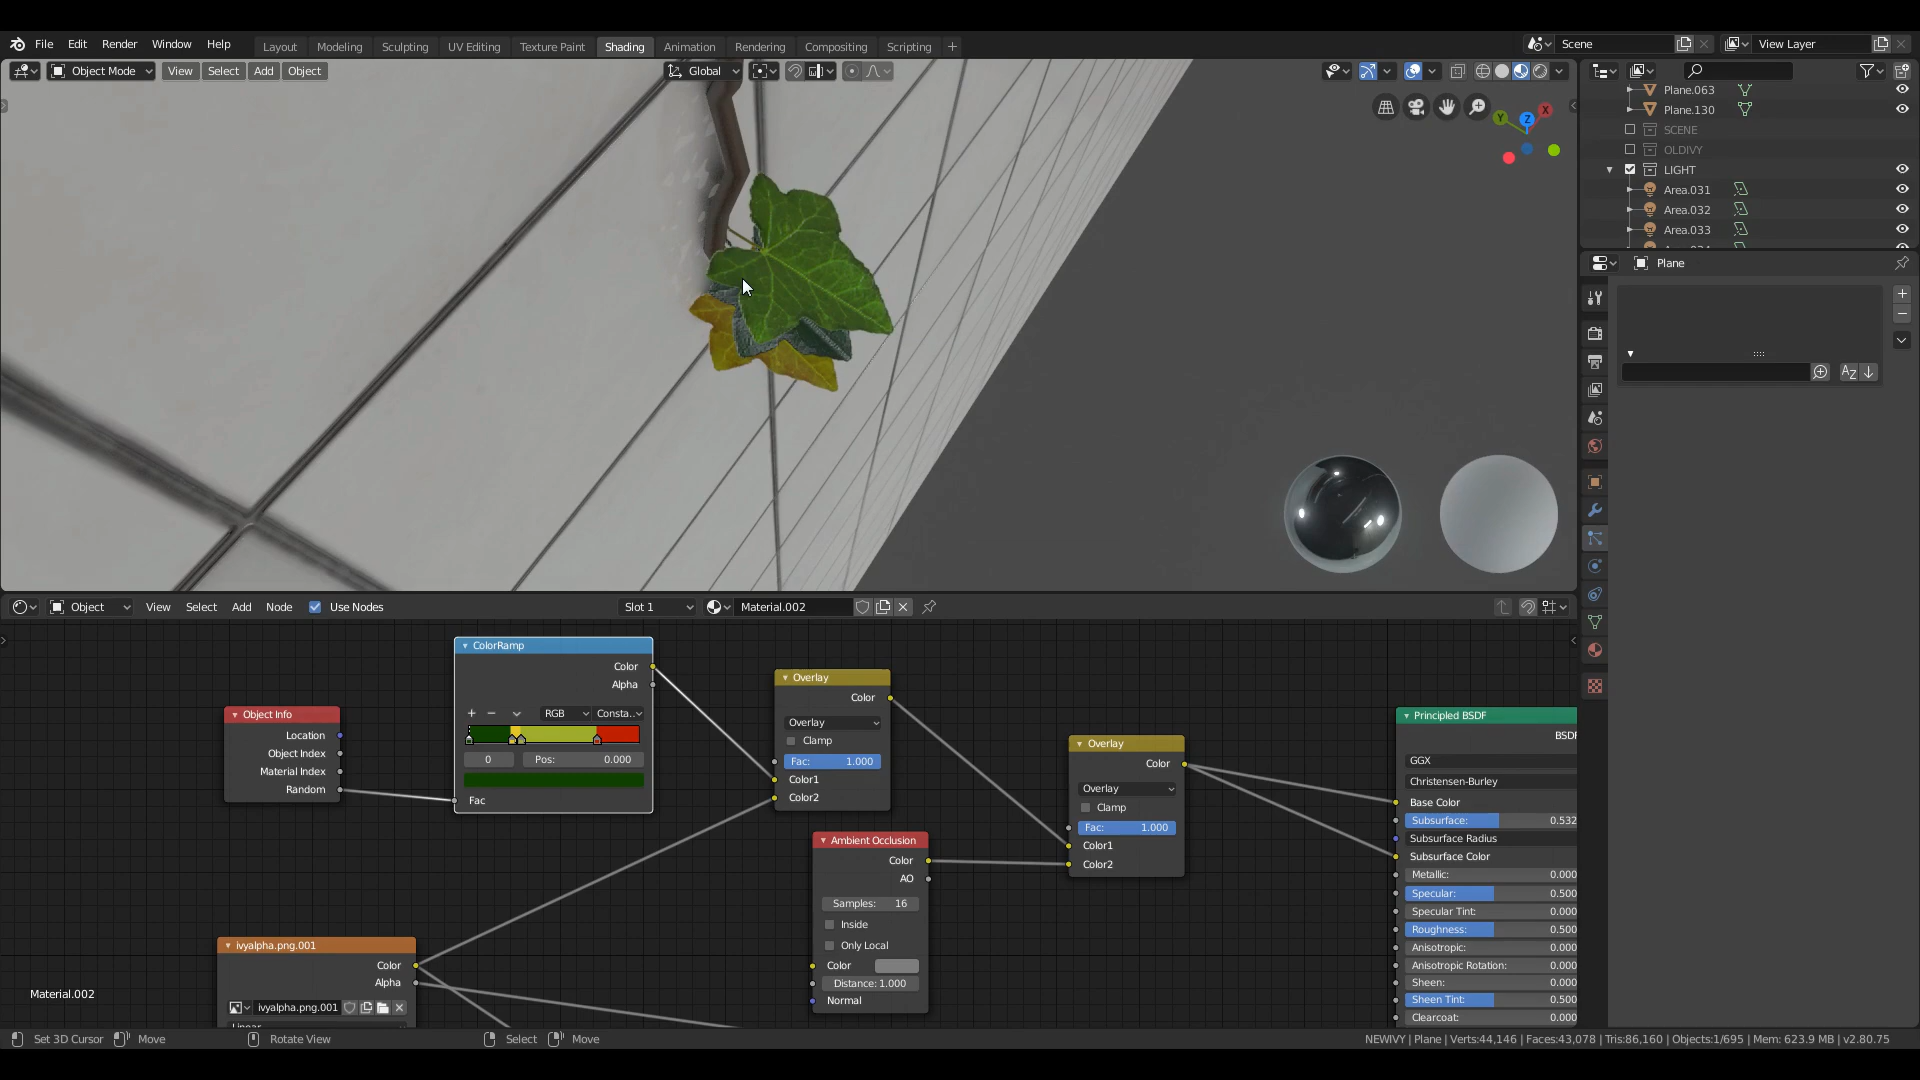 File Edit Render Window Help Layout Modeling Sculpting UV Editing Texture Paint Shading Animation Rendering Compositing Scripting Scene View Layer
Object Mode View Select Add Object Global
Plane.063
Plane.130
SCENE
OLDIVY
LIGHT
Area.031
Area.032
Area.033
Plane
X
Y
Z
Object View Select Add Node Use Nodes Slot 1 Material.002
ColorRamp
Color
Alpha
RGB Consta..
0 Pos: 0.000
Fac
Object Info
Location
Object Index
Material Index
Random
Overlay
Color
Overlay
Clamp
Fac: 1.000
Color1
Color2
Ambient Occlusion
Color
AO
Samples: 16
Inside
Only Local
Color
Distance: 1.000
Normal
Overlay
Color
Overlay
Clamp
Fac: 1.000
Color1
Color2
Principled BSDF
BSDF
GGX
Christensen-Burley
Base Color
Subsurface: 0.532
Subsurface Radius
Subsurface Color
Metallic: 0.000
Specular: 0.500
Specular Tint: 0.000
Roughness: 0.500
Anisotropic: 0.000
Anisotropic Rotation: 0.000
Sheen: 0.000
Sheen Tint: 0.500
Clearcoat: 0.000
ivyalpha.png.001
Color
Alpha
ivyalpha.png.001
Material.002
Set 3D Cursor Move Rotate View Select Move NEWIVY | Plane | Verts:44,146 | Faces:43,078 | Tris:86,160 | Objects:1/695 | Mem: 623.9 MB | v2.80.75